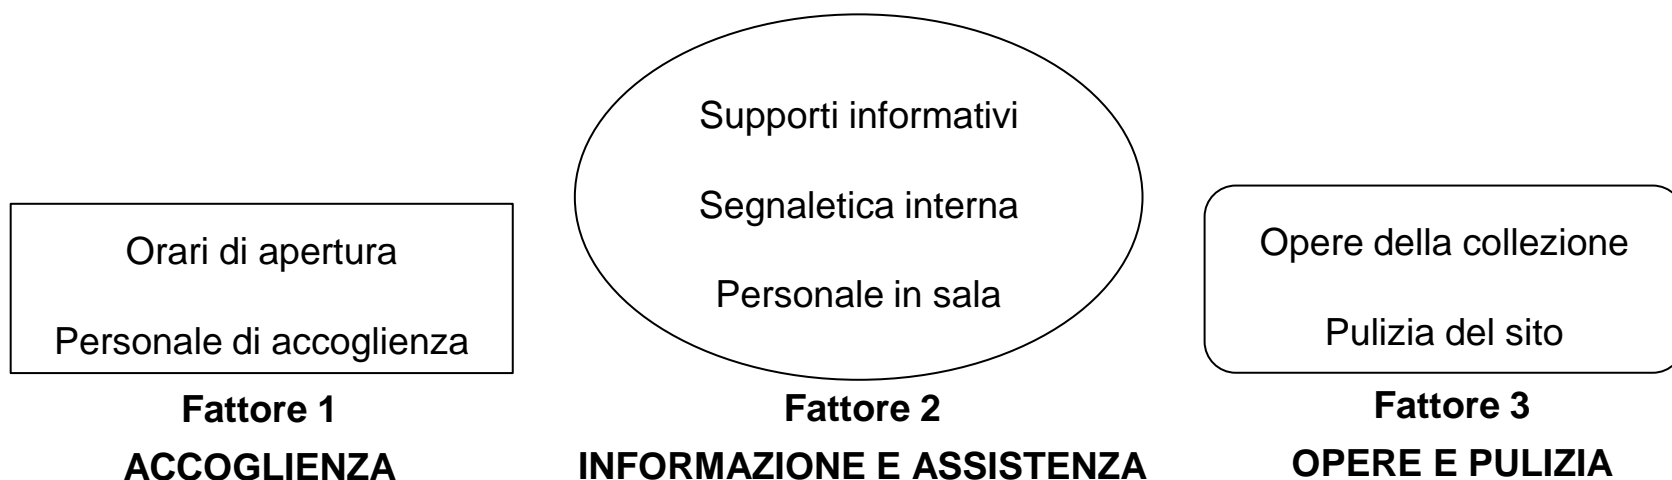 Orari di apertura
Personale di accoglienza
Fattore 1
ACCOGLIENZA
Supporti informativi
Segnaletica interna
Personale in sala
Fattore 2
INFORMAZIONE E ASSISTENZA
Opere della collezione
Pulizia del sito
Fattore 3
OPERE E PULIZIA